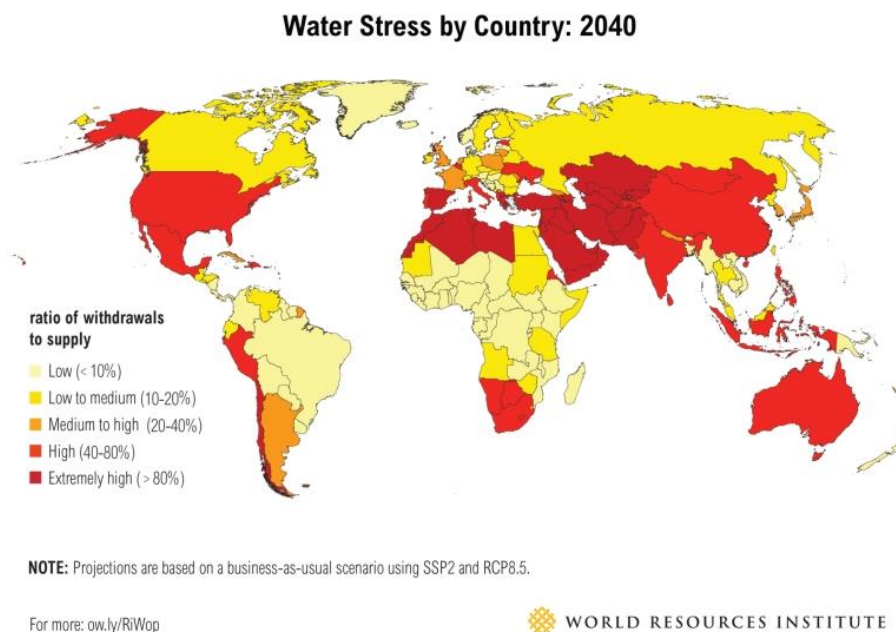 Water Stress by Country: 2040
ratio of withdrawals
to supply
Low (< 10%)
Low to medium (10-20%)
Medium to high (20-40%)
High (40-80%)
Extremely high (> 80%)
NOTE: Projections are based on a business-as-usual scenario using SSP2 and RCP8.5.
For more: ow.ly/RiWop
WORLD RESOURCES INSTITUTE